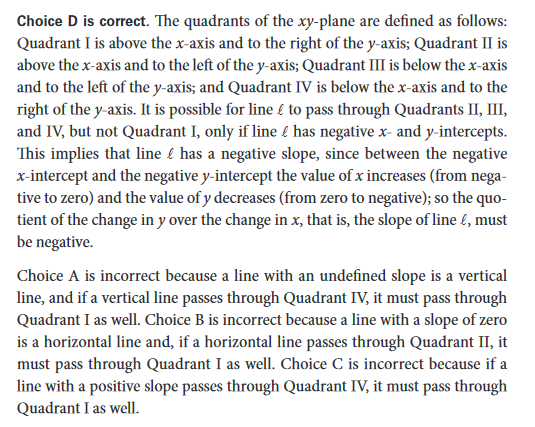 Choice D is correct. The quadrants of the xy-plane are defined as follows:
Quadrant I is above the x-axis and to the right of the y-axis; Quadrant II is
above the x-axis and to the left of the y-axis; Quadrant III is below the x-axis
and to the left of the y-axis; and Quadrant IV is below the x-axis and to the
right of the y-axis. It is possible for line ℓ to pass through Quadrants II, III,
and IV, but not Quadrant I, only if line ℓ has negative x- and y-intercepts.
This implies that line ℓ has a negative slope, since between the negative
x-intercept and the negative y-intercept the value of x increases (from nega-
tive to zero) and the value of y decreases (from zero to negative); so the quo-
tient of the change in y over the change in x, that is, the slope of line ℓ, must
be negative.
Choice A is incorrect because a line with an undefined slope is a vertical
line, and if a vertical line passes through Quadrant IV, it must pass through
Quadrant I as well. Choice B is incorrect because a line with a slope of zero
is a horizontal line and, if a horizontal line passes through Quadrant II, it
must pass through Quadrant I as well. Choice C is incorrect because if a
line with a positive slope passes through Quadrant IV, it must pass through
Quadrant I as well.